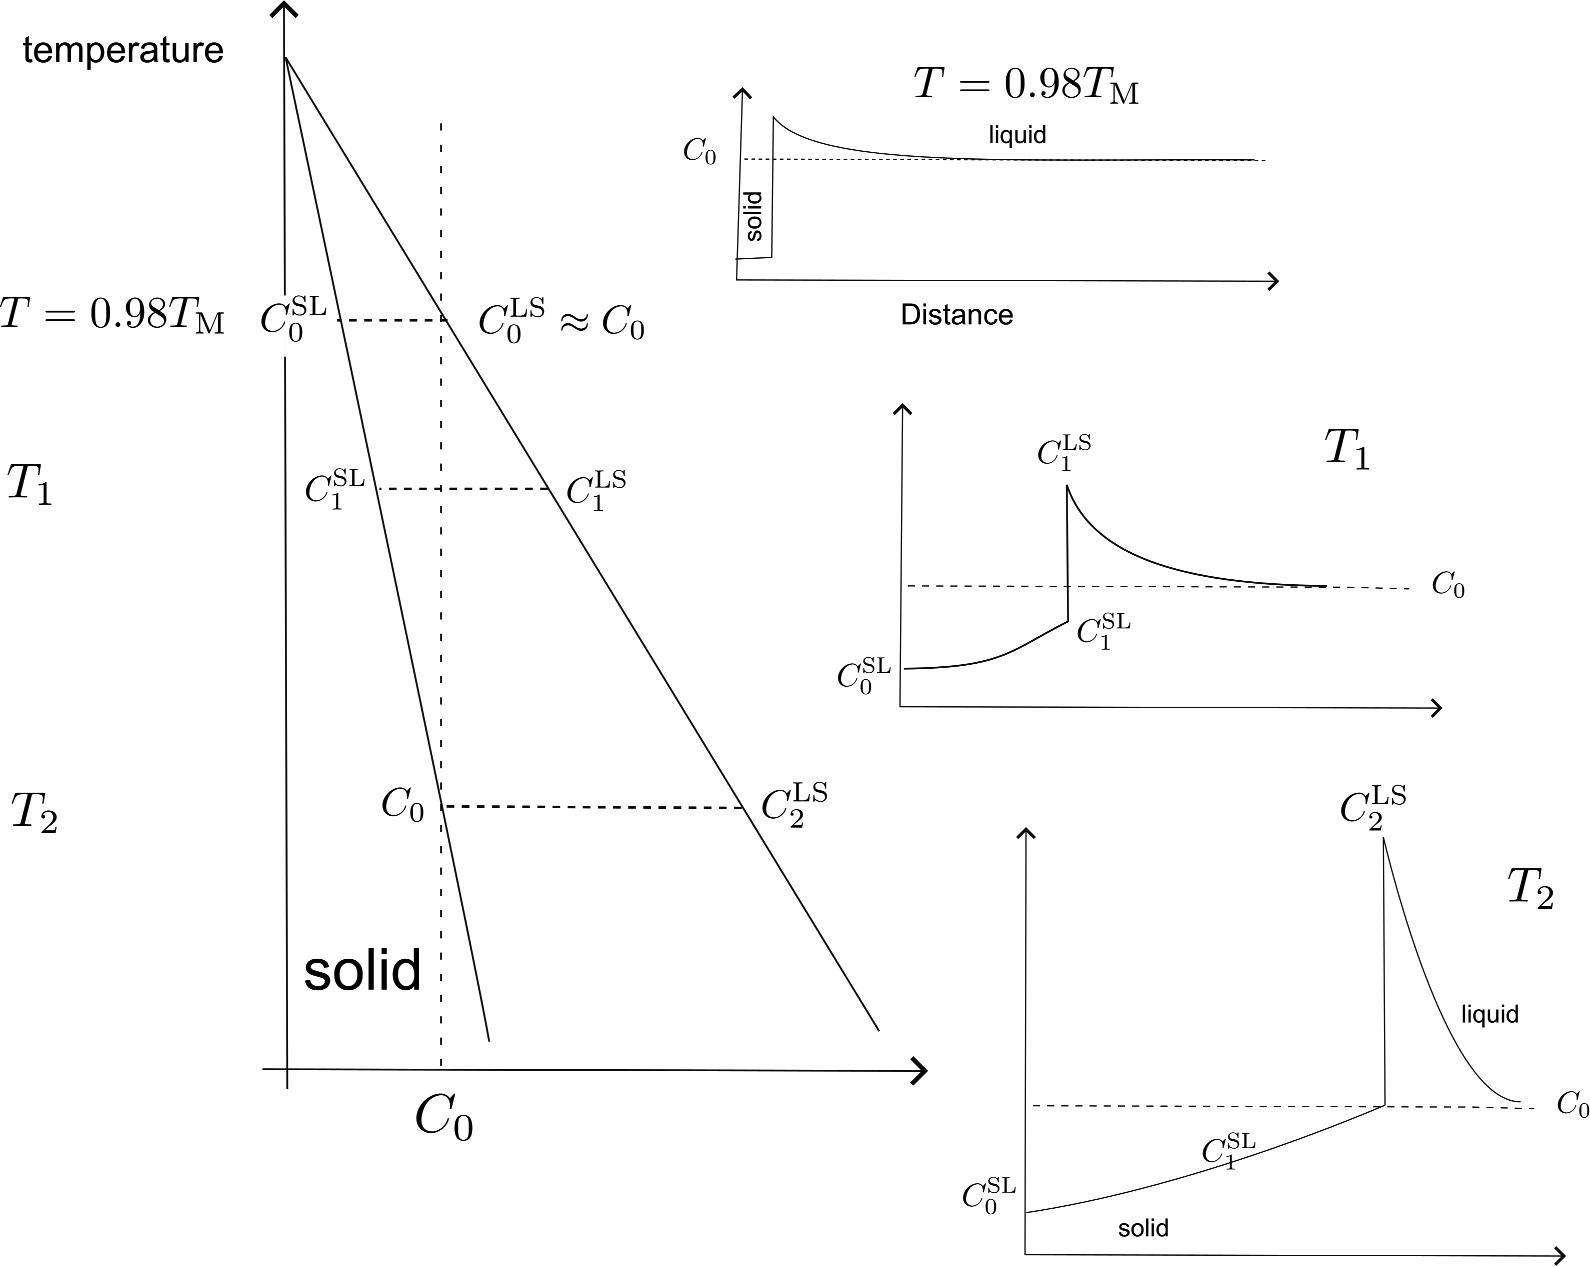 temperature
T = 0.98T_M
C_0^SL
C_0^LS ≈ C_0
T_1
C_1^SL
C_1^LS
T_2
C_0
C_2^LS
solid
C_0
T = 0.98T_M
liquid
C_0
solid
Distance
T_1
C_1^LS
C_0
C_1^SL
C_0^SL
C_2^LS
T_2
liquid
C_0
C_1^SL
C_0^SL
solid